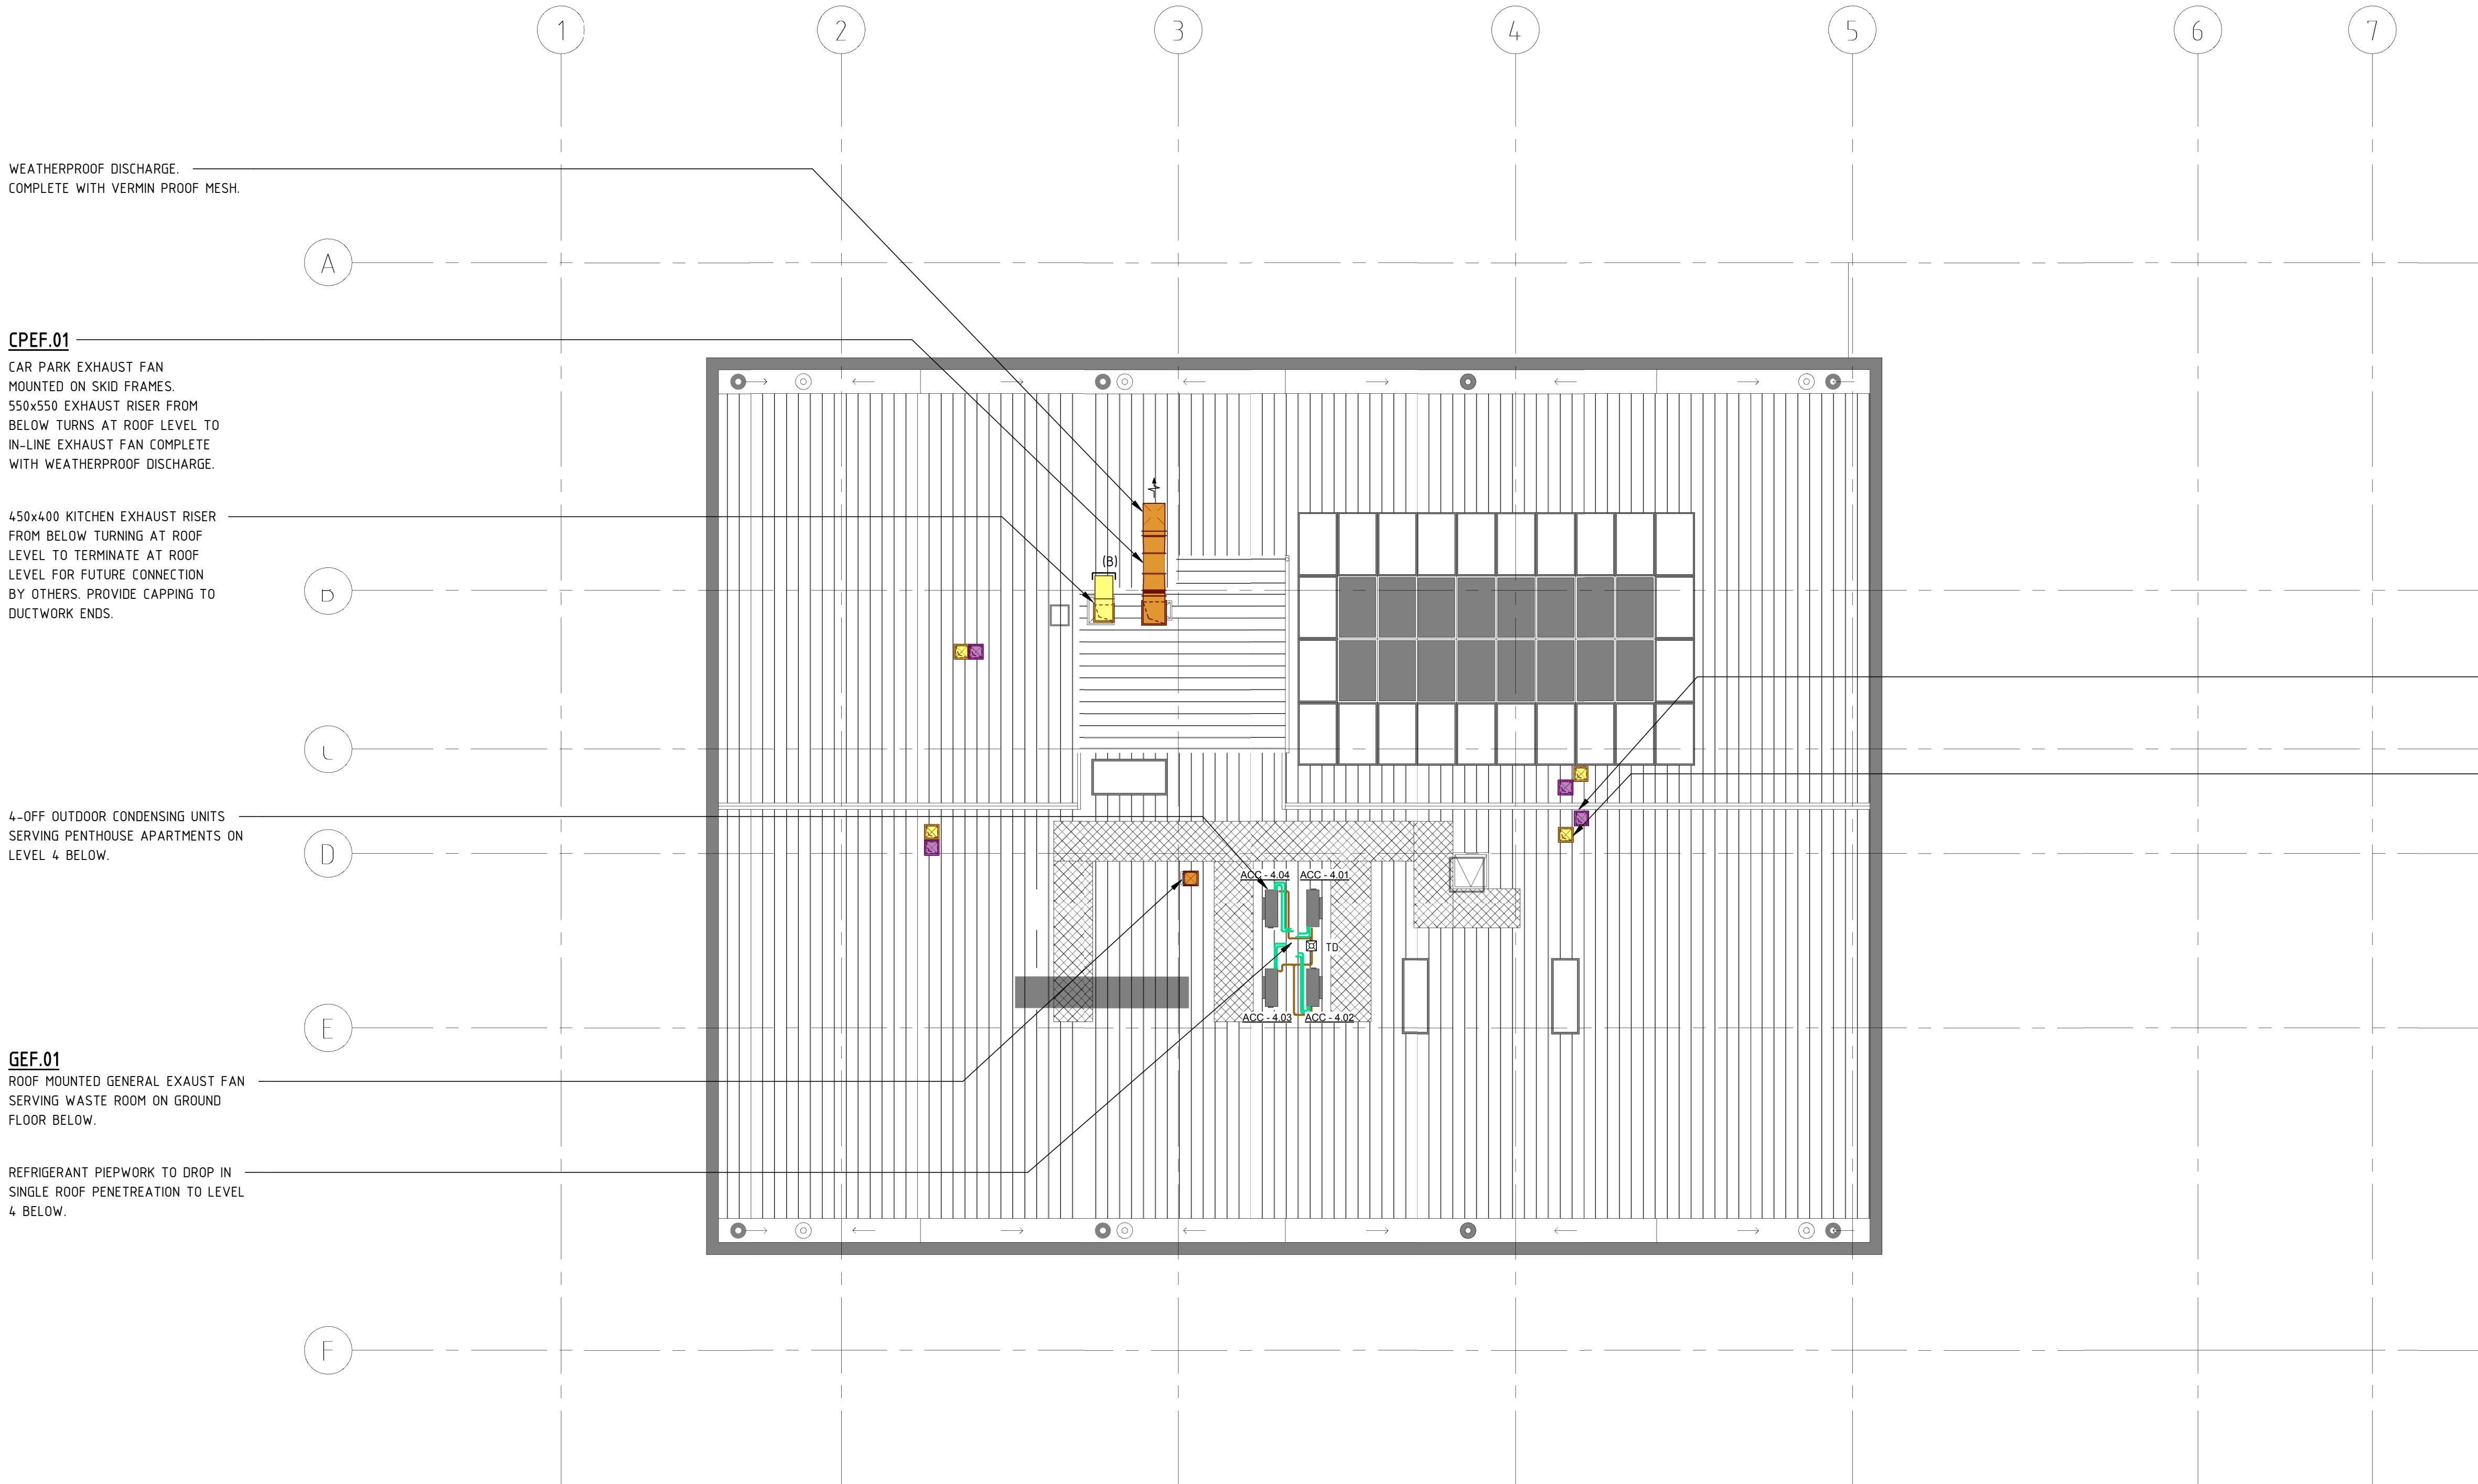 1
2
3
4
5
6
7
WEATHERPROOF DISCHARGE.
COMPLETE WITH VERMIN PROOF MESH.
A
CPEF.01
CAR PARK EXHAUST FAN
MOUNTED ON SKID FRAMES.
550x550 EXHAUST RISER FROM
BELOW TURNS AT ROOF LEVEL TO
IN-LINE EXHAUST FAN COMPLETE
WITH WEATHERPROOF DISCHARGE.
450x400 KITCHEN EXHAUST RISER
FROM BELOW TURNING AT ROOF
LEVEL TO TERMINATE AT ROOF
LEVEL FOR FUTURE CONNECTION
BY OTHERS. PROVIDE CAPPING TO
DUCTWORK ENDS.
(B)
B
C
4-OFF OUTDOOR CONDENSING UNITS
SERVING PENTHOUSE APARTMENTS ON
LEVEL 4 BELOW.
D
ACC - 4.04
ACC - 4.01
TD
ACC - 4.03
ACC - 4.02
E
GEF.01
ROOF MOUNTED GENERAL EXAUST FAN
SERVING WASTE ROOM ON GROUND
FLOOR BELOW.
REFRIGERANT PIEPWORK TO DROP IN
SINGLE ROOF PENETREATION TO LEVEL
4 BELOW.
F